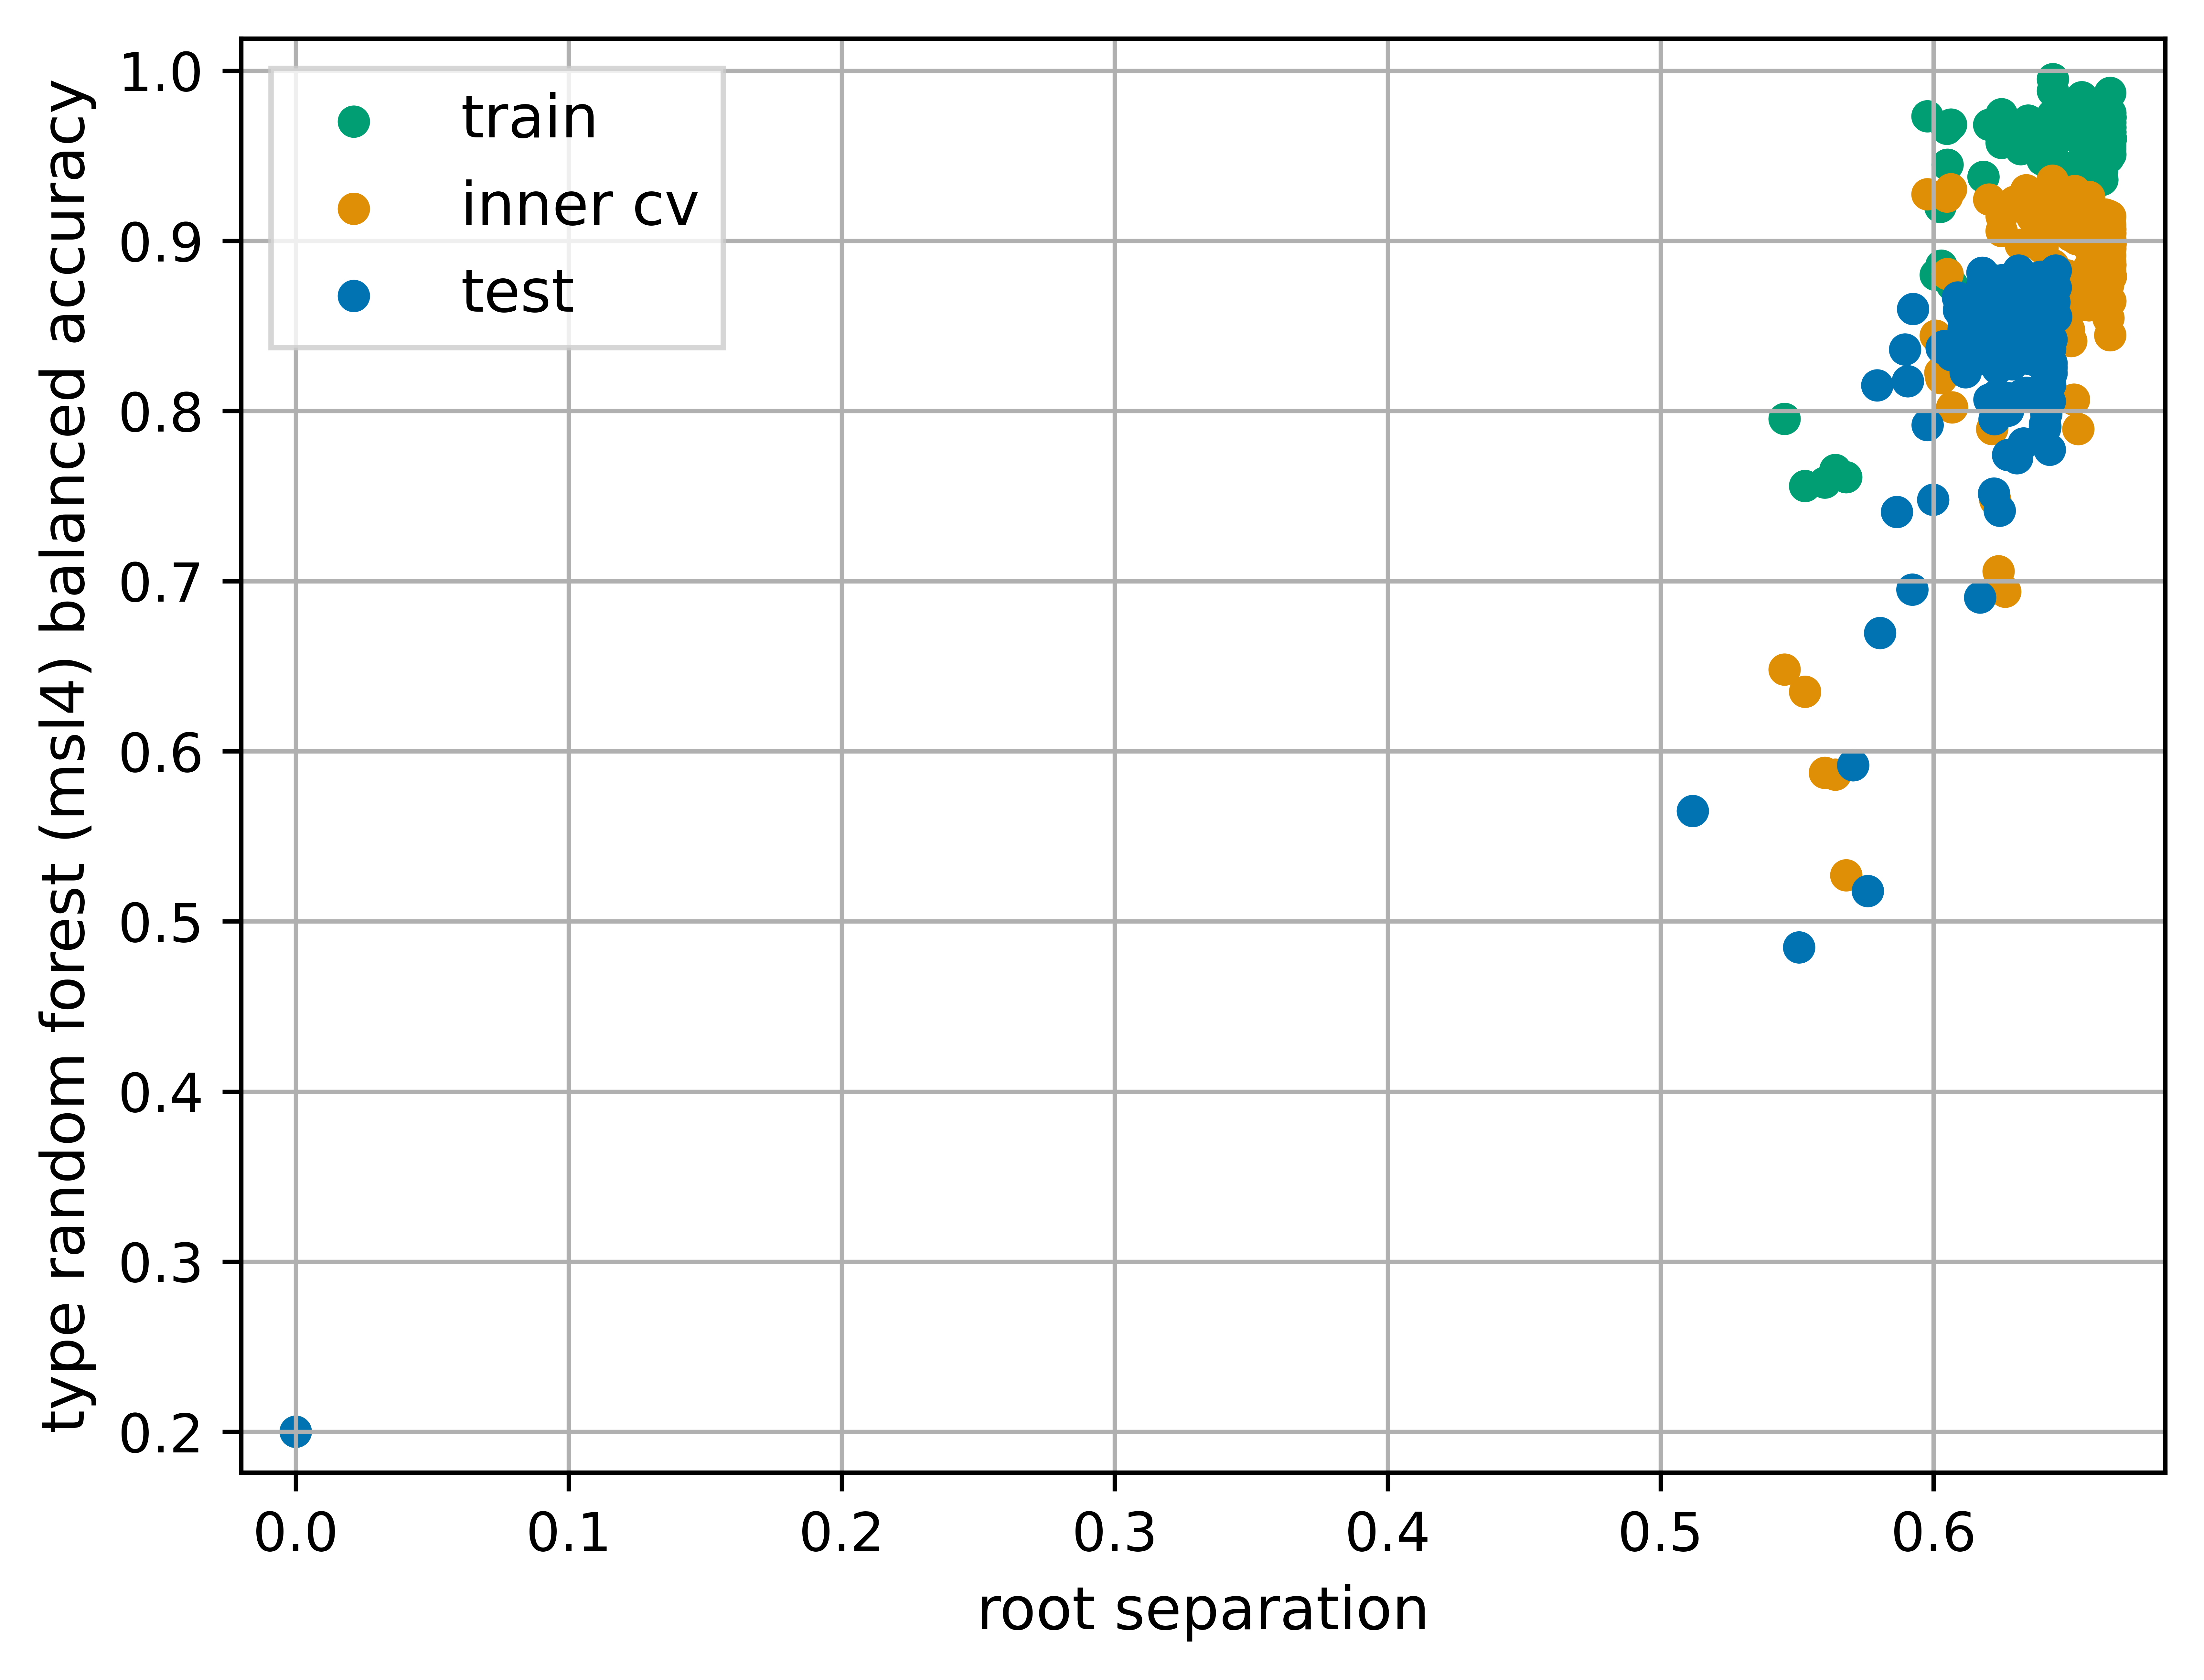 train
inner cv
test
1.0
0.9
0.8
0.7
0.6
0.5
0.4
0.3
0.2
type random forest (msl4) balanced accuracy
0.0 0.1 0.2 0.3 0.4 0.5 0.6
root separation